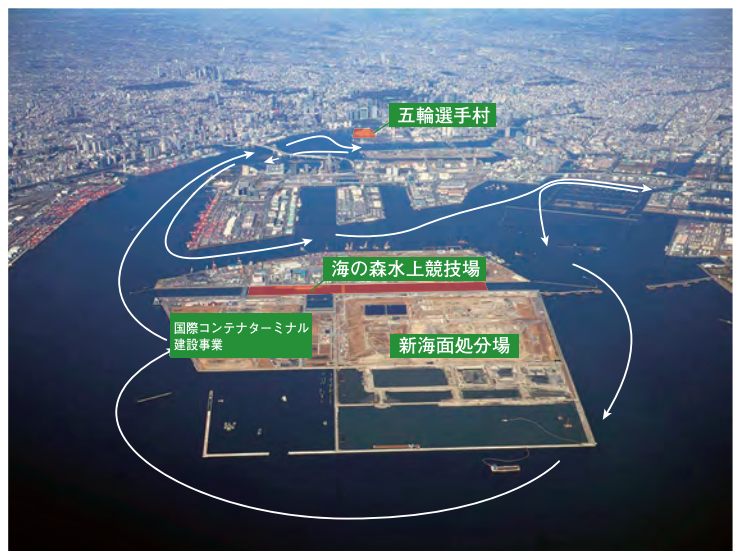 五輪選手村
海の森水上競技場
国際コンテナターミナル
建設事業
新海面処分場